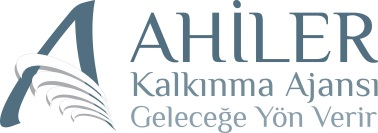 AHİLER
Kalkınma Ajansı
Geleceğe Yön Verir